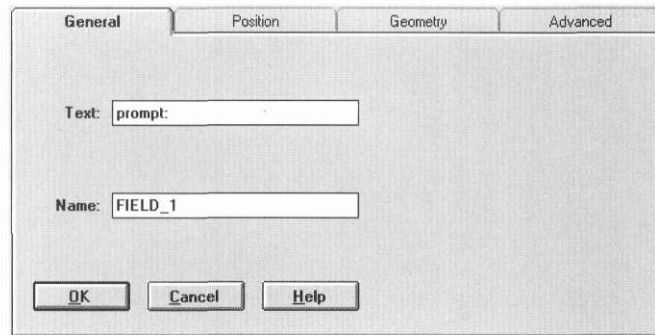 General Position Geometry Advanced
Text: prompt:
Name: FIELD_1
OK Cancel Help